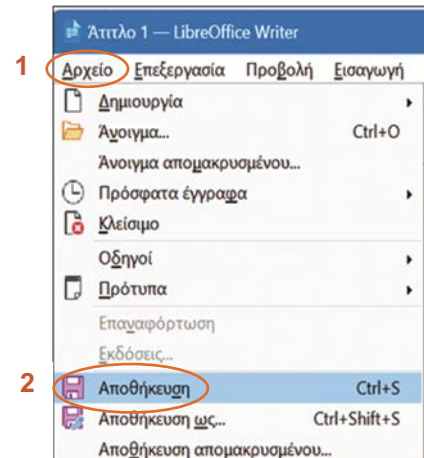 Άτιτλο 1 — LibreOffice Writer
1 Αρχείο Επεξεργασία Προβολή Εισαγωγή
Δημιουργία
Άνοιγμα... Ctrl+O
Άνοιγμα απομακρυσμένου...
Πρόσφατα έγγραφα
Κλείσιμο
Οδηγοί
Πρότυπα
Επαναφόρτωση
Εκδόσεις...
2 Αποθήκευση Ctrl+S
Αποθήκευση ως... Ctrl+Shift+S
Αποθήκευση απομακρυσμένου...